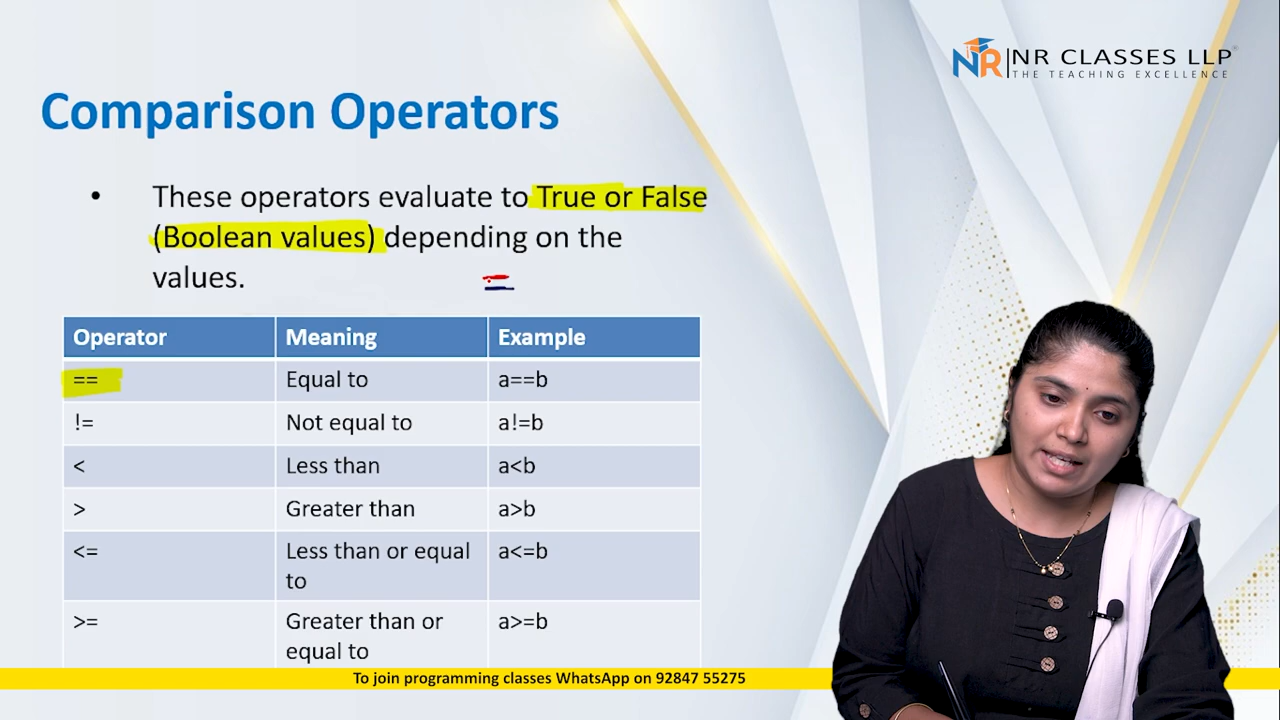 NR NR CLASSES LLP
THE TEACHING EXCELLENCE
Comparison Operators
• These operators evaluate to True or False
(Boolean values) depending on the
values.
Operator Meaning Example
== Equal to a==b
!= Not equal to a!=b
< Less than a<b
> Greater than a>b
<= Less than or equal a<=b
to
>= Greater than or a>=b
equal to
To join programming classes WhatsApp on 92847 55275